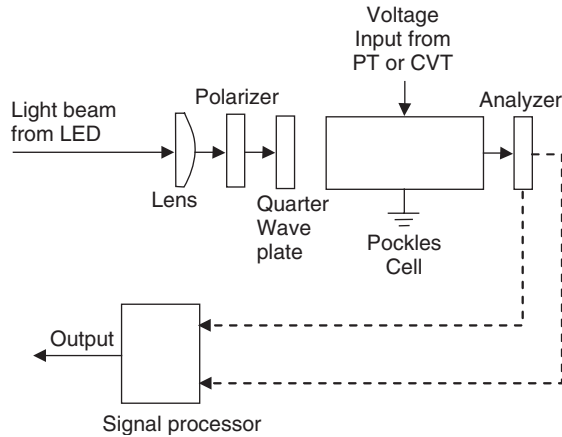 Voltage
Input from
PT or CVT
Light beam
from LED
Polarizer
Analyzer
Lens
Quarter
Wave
plate
Pockles
Cell
Output
Signal processor